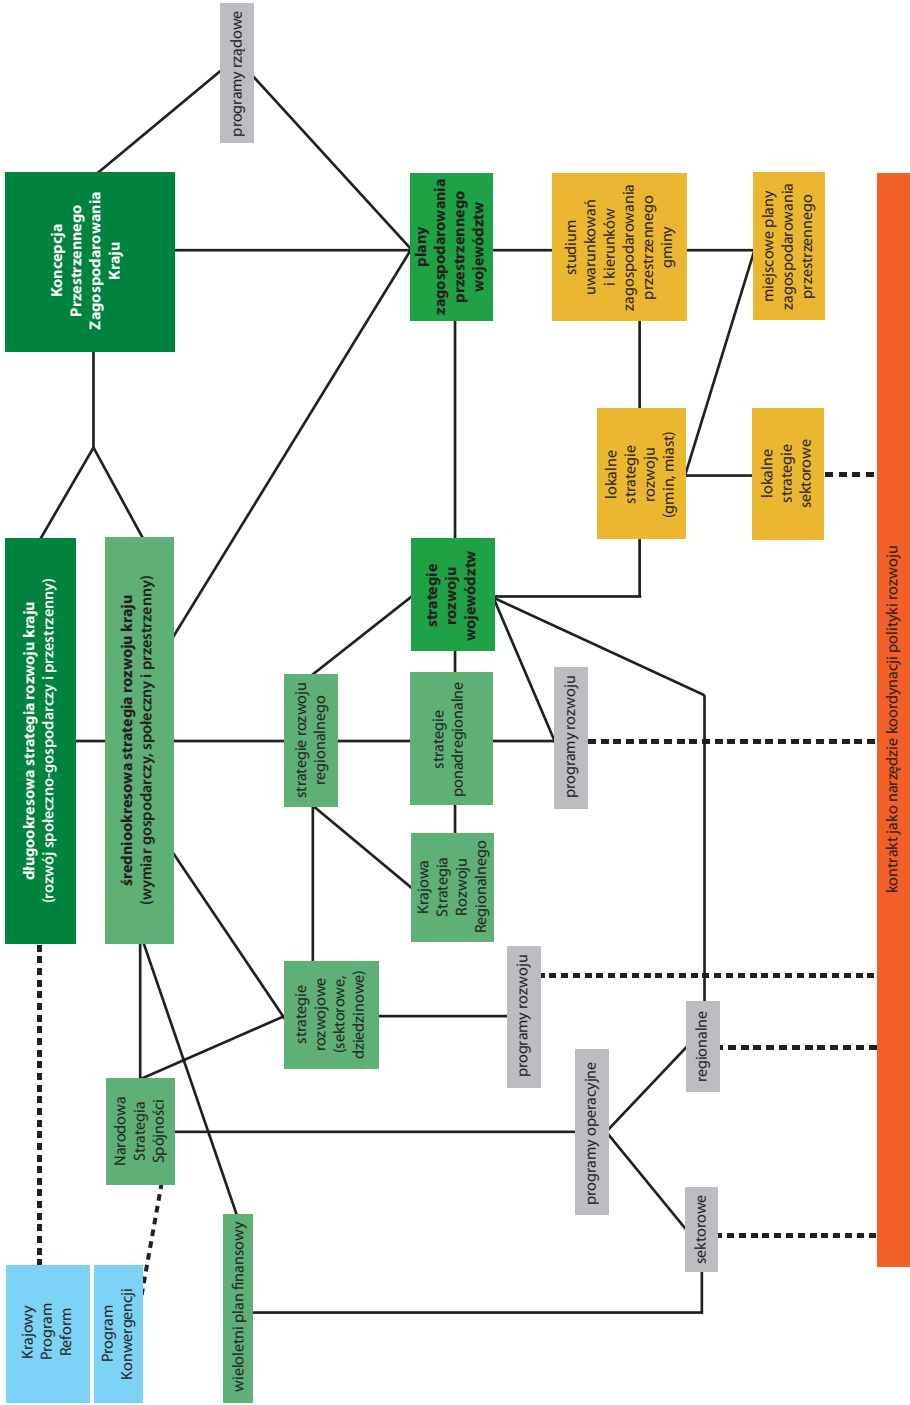 Krajowy
Program
Reform
Program
Konwergencji
długookresowa strategia rozwoju kraju
(rozwój społeczno-gospodarczy i przestrzenny)
średniookresowa strategia rozwoju kraju
(wymiar gospodarczy, społeczny i przestrzenny)
Koncepcja
Przestrzennego
Zagospodarowania
Kraju
Narodowa
Strategia
Spójności
wieloletni plan finansowy
strategie
rozwojowe
(sektorowe,
dziedzinowe)
strategie rozwoju
regionalnego
programy rządowe
Krajowa
Strategia
Rozwoju
Regionalnego
strategie
ponadregionalne
strategie
rozwoju
województw
plany
zagospodarowania
przestrzennego
województw
programy rozwoju
programy rozwoju
studium
uwarunkowań
i kierunków
zagospodarowania
przestrzennego
gminy
programy operacyjne
lokalne
strategie
rozwoju
(gmin, miast)
sektorowe
regionalne
lokalne
strategie
sektorowe
miejscowe plany
zagospodarowania
przestrzennego
kontrakt jako narzędzie koordynacji polityki rozwoju